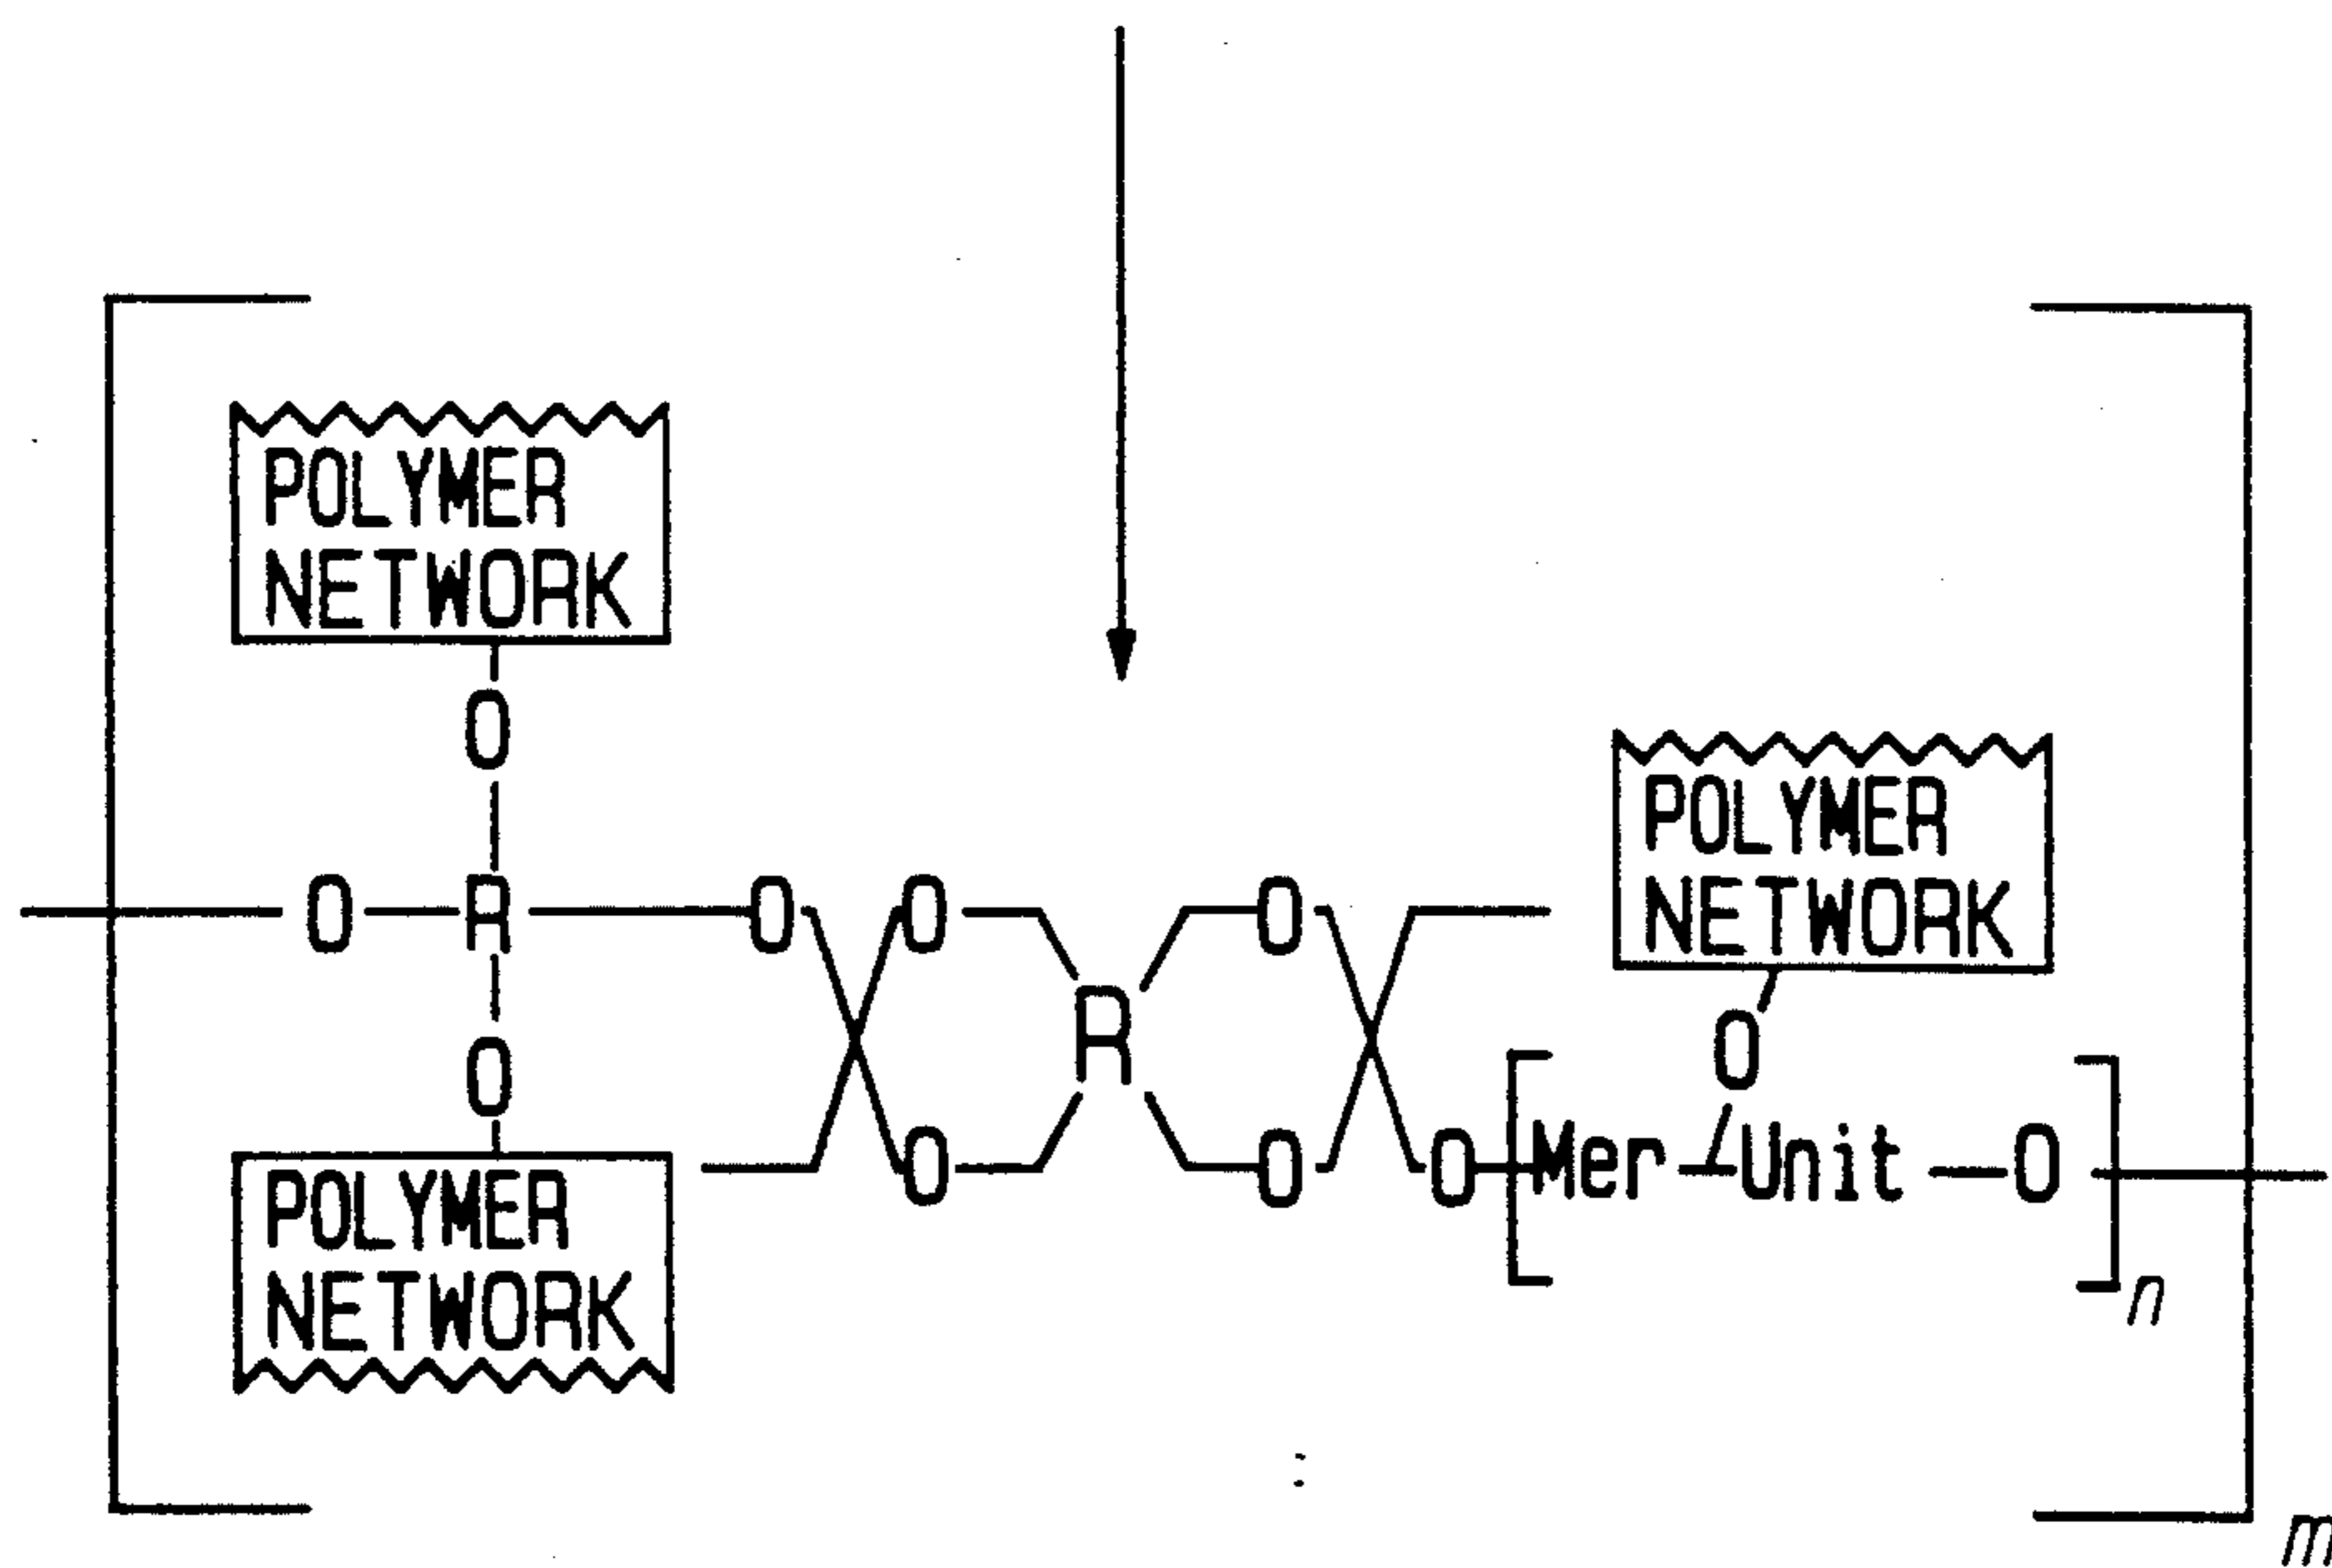 POLYMER
NETWORK
O
POLYMER
NETWORK
O R O O O
R
O
O
POLYMER
NETWORK
O O O Mer Unit O
n
m